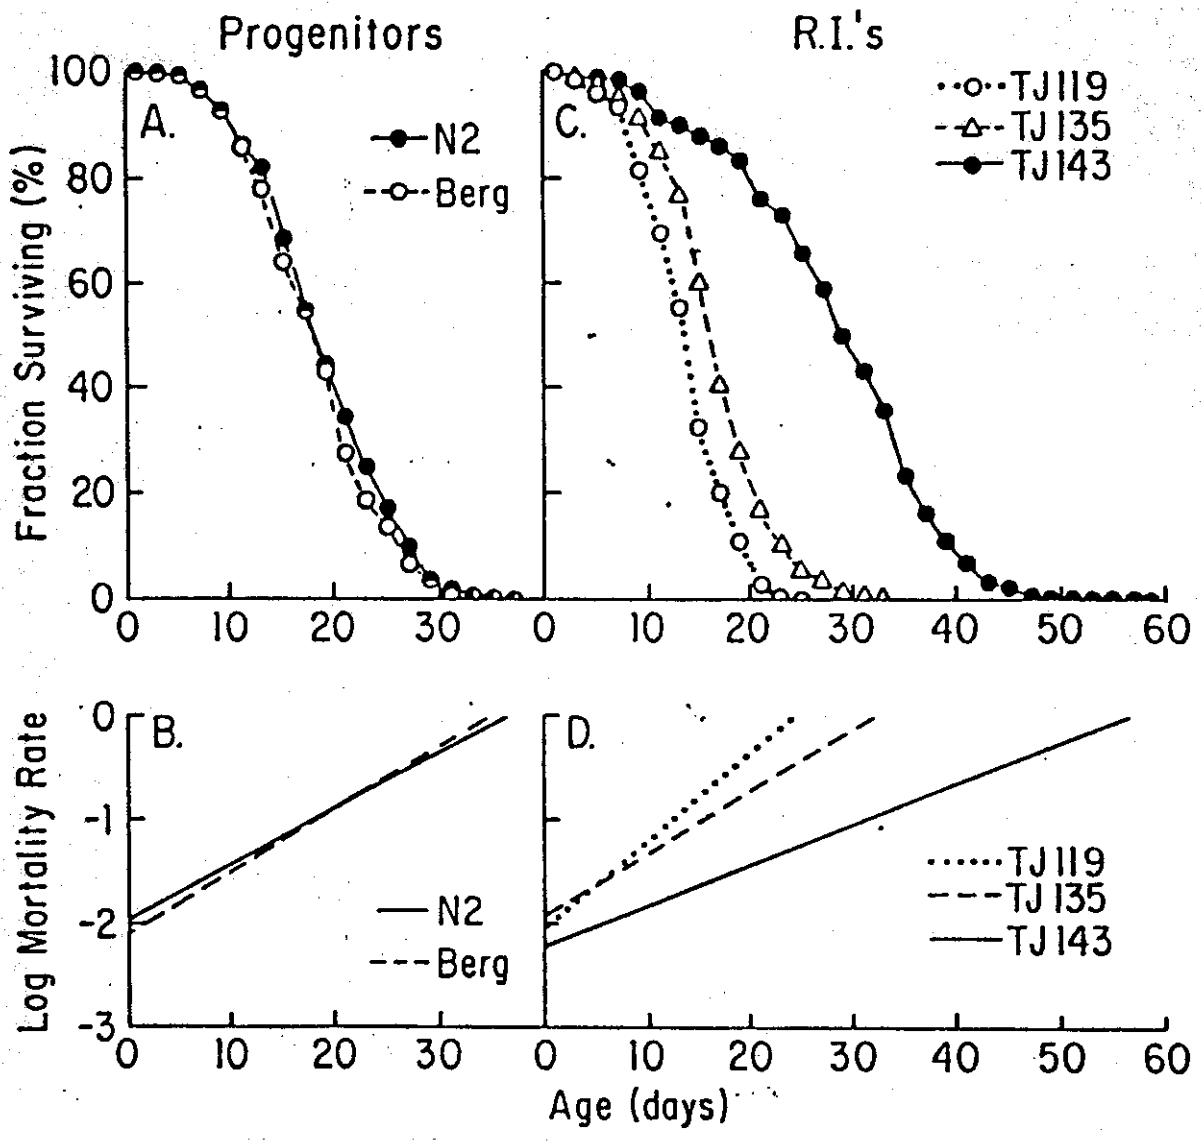 Progenitors
R.I.'s
Fraction Surviving (%)
100
80
60
40
20
0
A.
N2
Berg
0 10 20 30
C.
TJ119
TJ135
TJ143
0 10 20 30 40 50 60
Log Mortality Rate
0
-1
-2
-3
B.
N2
Berg
0 10 20 30
D.
TJ119
TJ135
TJ143
0 10 20 30 40 50 60
Age (days)